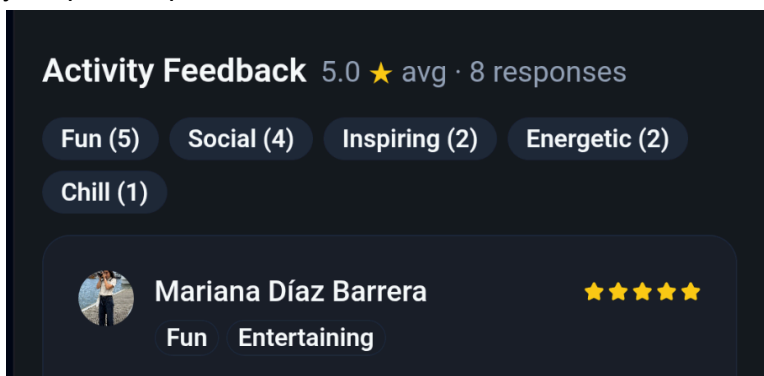 Activity Feedback 5.0 ★ avg · 8 responses
Fun (5) Social (4) Inspiring (2) Energetic (2)
Chill (1)
Mariana Díaz Barrera
Fun Entertaining